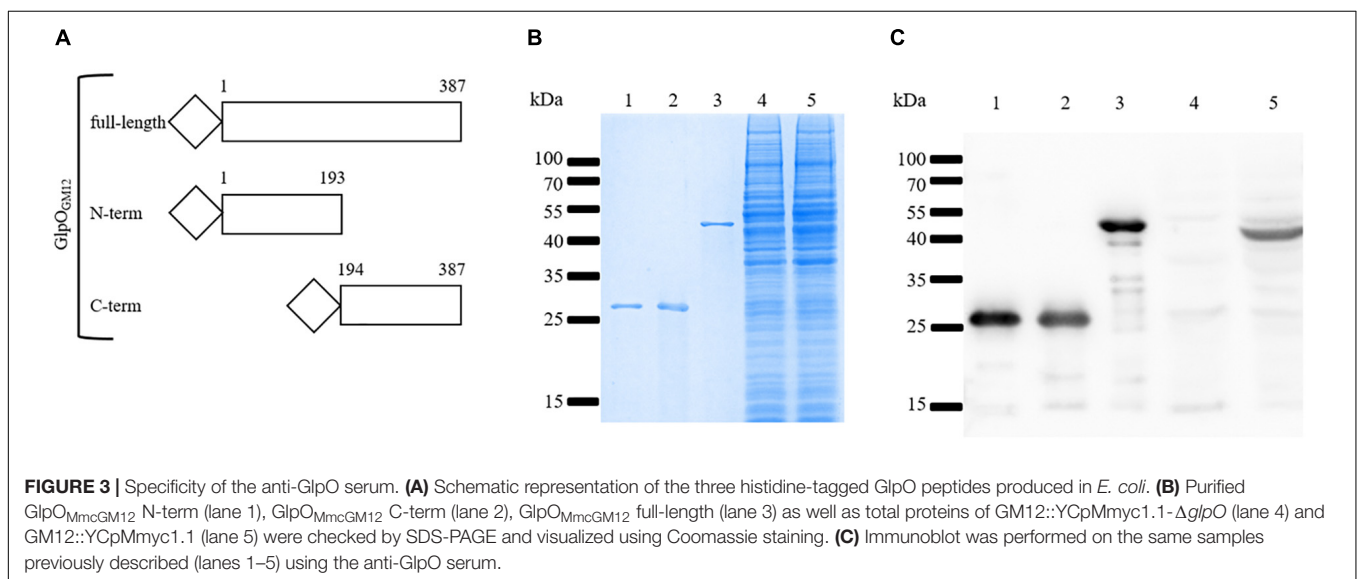 A
GlpO_GM12
1 387
full-length
1 193
N-term
194 387
C-term
B
kDa 1 2 3 4 5
100
70
55
40
35
25
15
C
kDa 1 2 3 4 5
100
70
55
40
35
25
15
FIGURE 3 | Specificity of the anti-GlpO serum. (A) Schematic representation of the three histidine-tagged GlpO peptides produced in E. coli. (B) Purified
GlpO_MmcGM12 N-term (lane 1), GlpO_MmcGM12 C-term (lane 2), GlpO_MmcGM12 full-length (lane 3) as well as total proteins of GM12::YCpMmyc1.1-ΔglpO (lane 4) and
GM12::YCpMmyc1.1 (lane 5) were checked by SDS-PAGE and visualized using Coomassie staining. (C) Immunoblot was performed on the same samples
previously described (lanes 1–5) using the anti-GlpO serum.